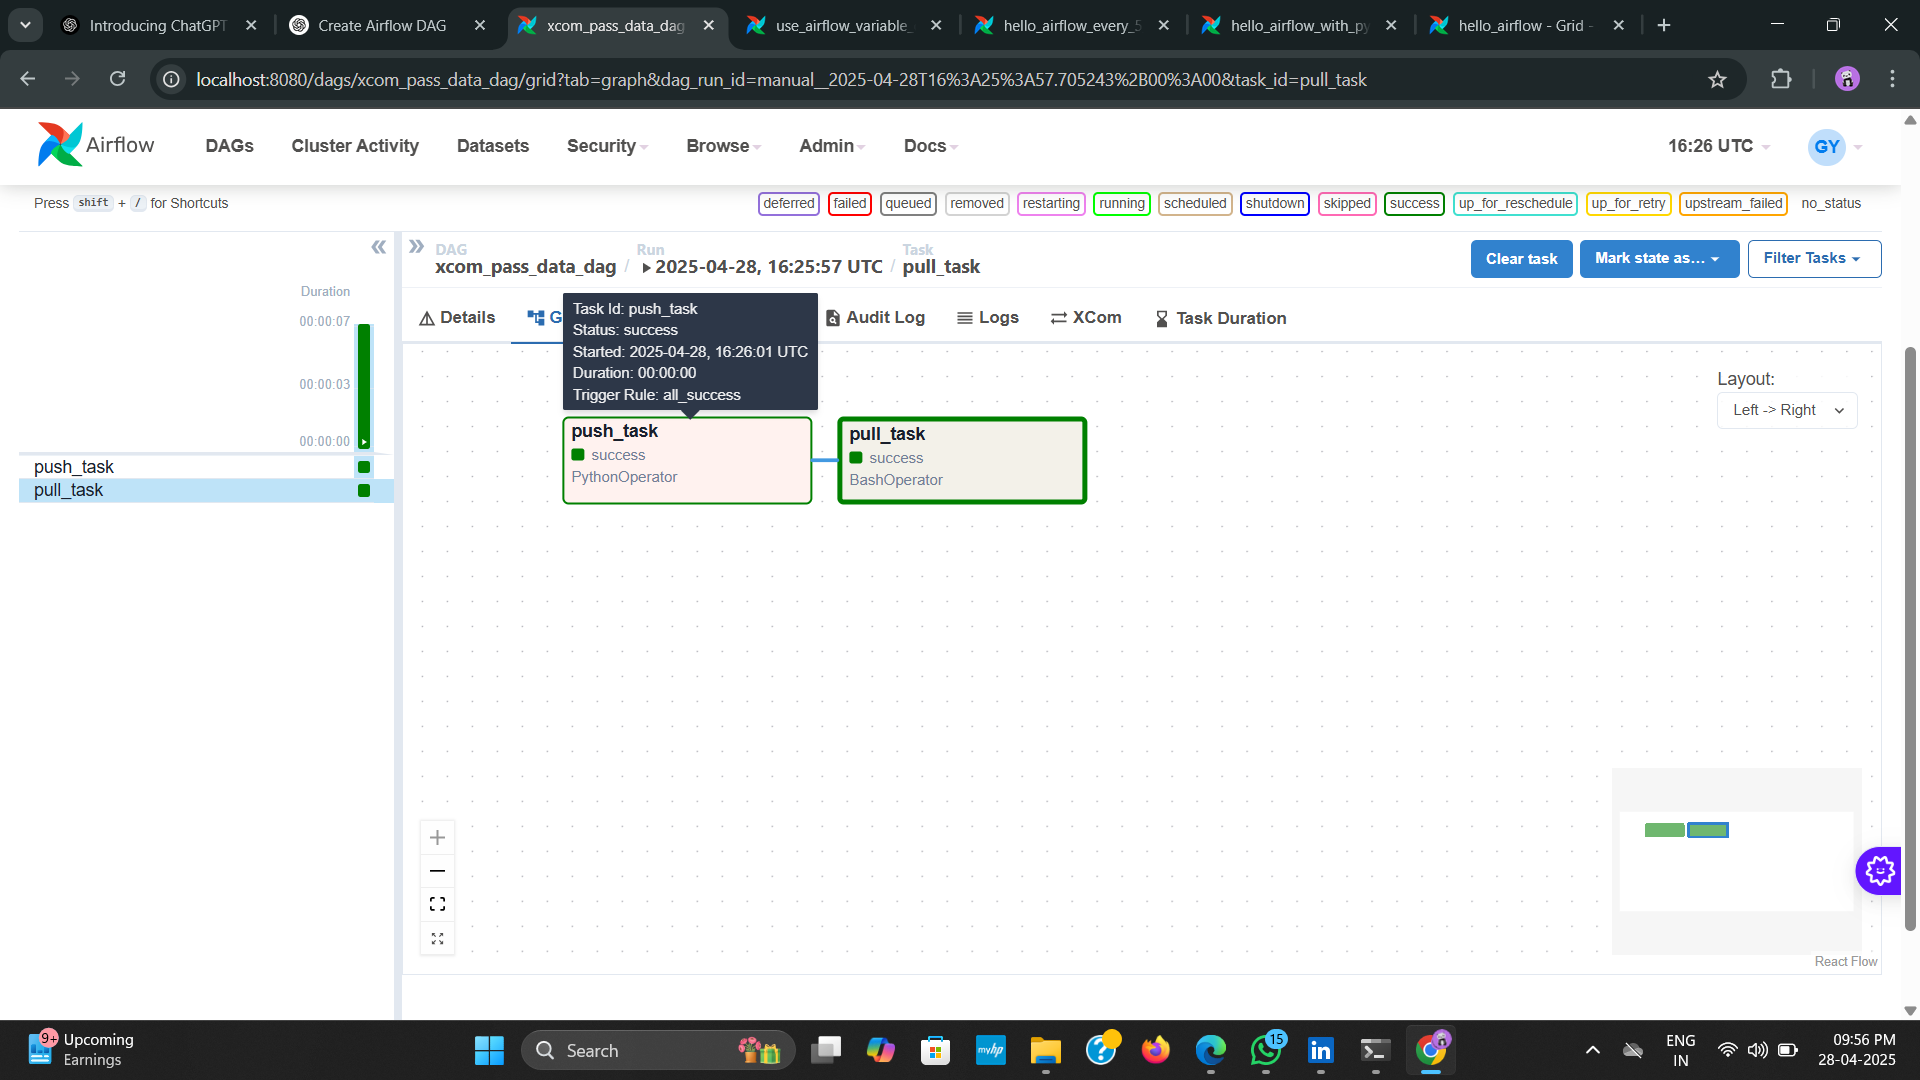 Introducing ChatGPT
Create Airflow DAG
xcom_pass_data_dag
use_airflow_variable_
hello_airflow_every_5
hello_airflow_with_py
hello_airflow - Grid -
localhost:8080/dags/xcom_pass_data_dag/grid?tab=graph&dag_run_id=manual__2025-04-28T16%3A25%3A57.705243%2B00%3A00&task_id=pull_task
Airflow
DAGs
Cluster Activity
Datasets
Security
Browse
Admin
Docs
16:26 UTC
GY
Press shift + / for Shortcuts
deferred
failed
queued
removed
restarting
running
scheduled
shutdown
skipped
success
up_for_reschedule
up_for_retry
upstream_failed
no_status
DAG
xcom_pass_data_dag /
Run
2025-04-28, 16:25:57 UTC /
Task
pull_task
Clear task
Mark state as...
Filter Tasks
Duration
00:00:07
00:00:03
00:00:00
push_task
pull_task
Details
G
Audit Log
Logs
XCom
Task Duration
Task Id: push_task
Status: success
Started: 2025-04-28, 16:26:01 UTC
Duration: 00:00:00
Trigger Rule: all_success
Layout:
Left -> Right
push_task
success
PythonOperator
pull_task
success
BashOperator
React Flow
9+
Upcoming
Earnings
Search
myhp
15
in
ENG
IN
09:56 PM
28-04-2025